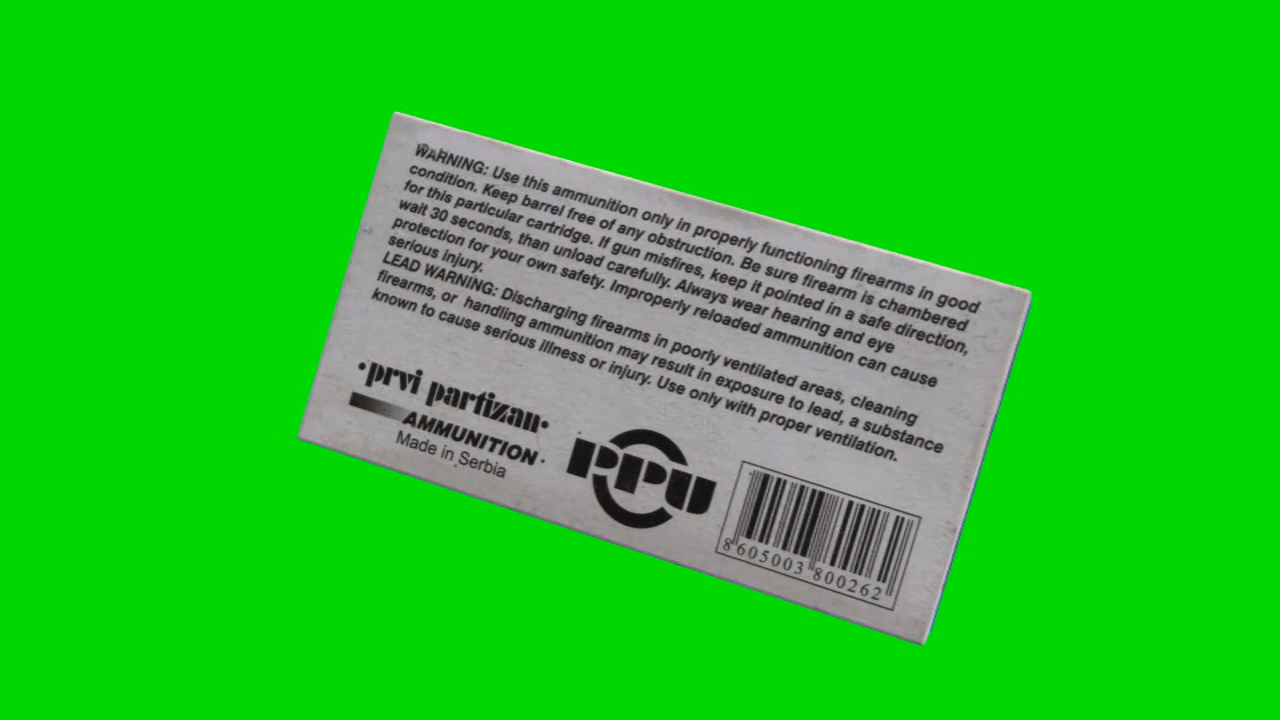 WARNING: Use this ammunition only in properly functioning firearms in good
condition. Keep barrel free of any obstruction. Be sure firearm is chambered
for this particular cartridge. If gun misfires, keep it pointed in a safe direction,
wait 30 seconds, than unload carefully. Always wear hearing and eye
protection for your own safety. Improperly reloaded ammunition can cause
serious injury.
LEAD WARNING: Discharging firearms in poorly ventilated areas, cleaning
firearms, or handling ammunition may result in exposure to lead, a substance
known to cause serious illness or injury. Use only with proper ventilation.
·prvi partizan·
AMMUNITION·
Made in Serbia
PPU
8 605003 800262